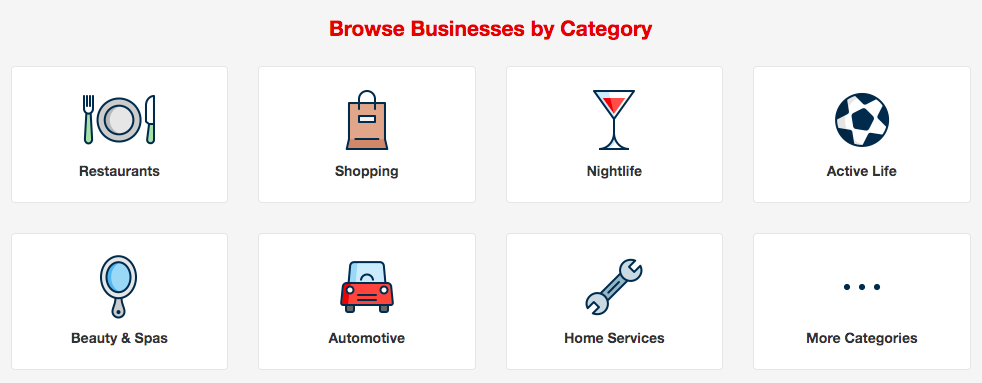 Browse Businesses by Category
Restaurants
Shopping
Nightlife
Active Life
Beauty & Spas
Automotive
Home Services
More Categories